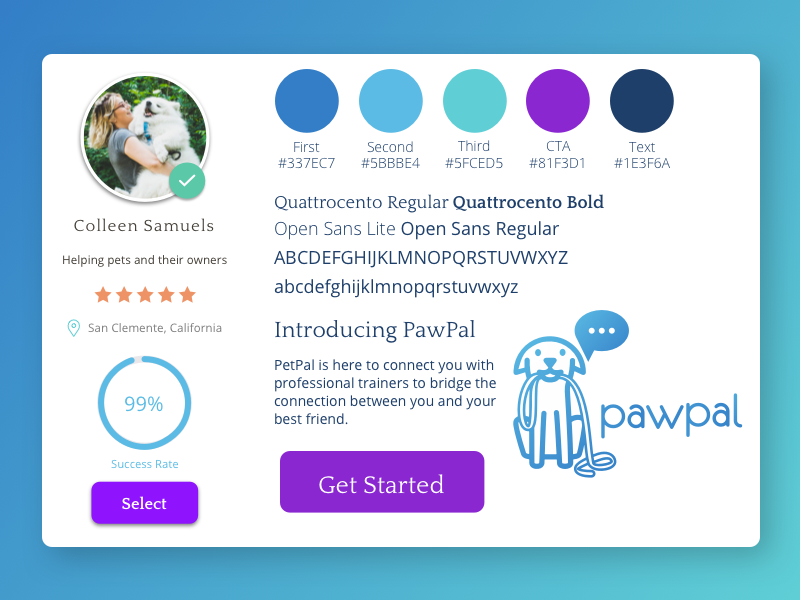 Colleen Samuels
Helping pets and their owners
San Clemente, California
99%
Success Rate
Select
First
#337EC7
Second
#5BBBE4
Third
#5FCED5
CTA
#81F3D1
Text
#1E3F6A
Quattrocento Regular Quattrocento Bold
Open Sans Lite Open Sans Regular
ABCDEFGHIJKLMNOPQRSTUVWXYZ
abcdefghijklmnopqrstuvwxyz
Introducing PawPal
PetPal is here to connect you with
professional trainers to bridge the
connection between you and your
best friend.
Get Started
pawpal